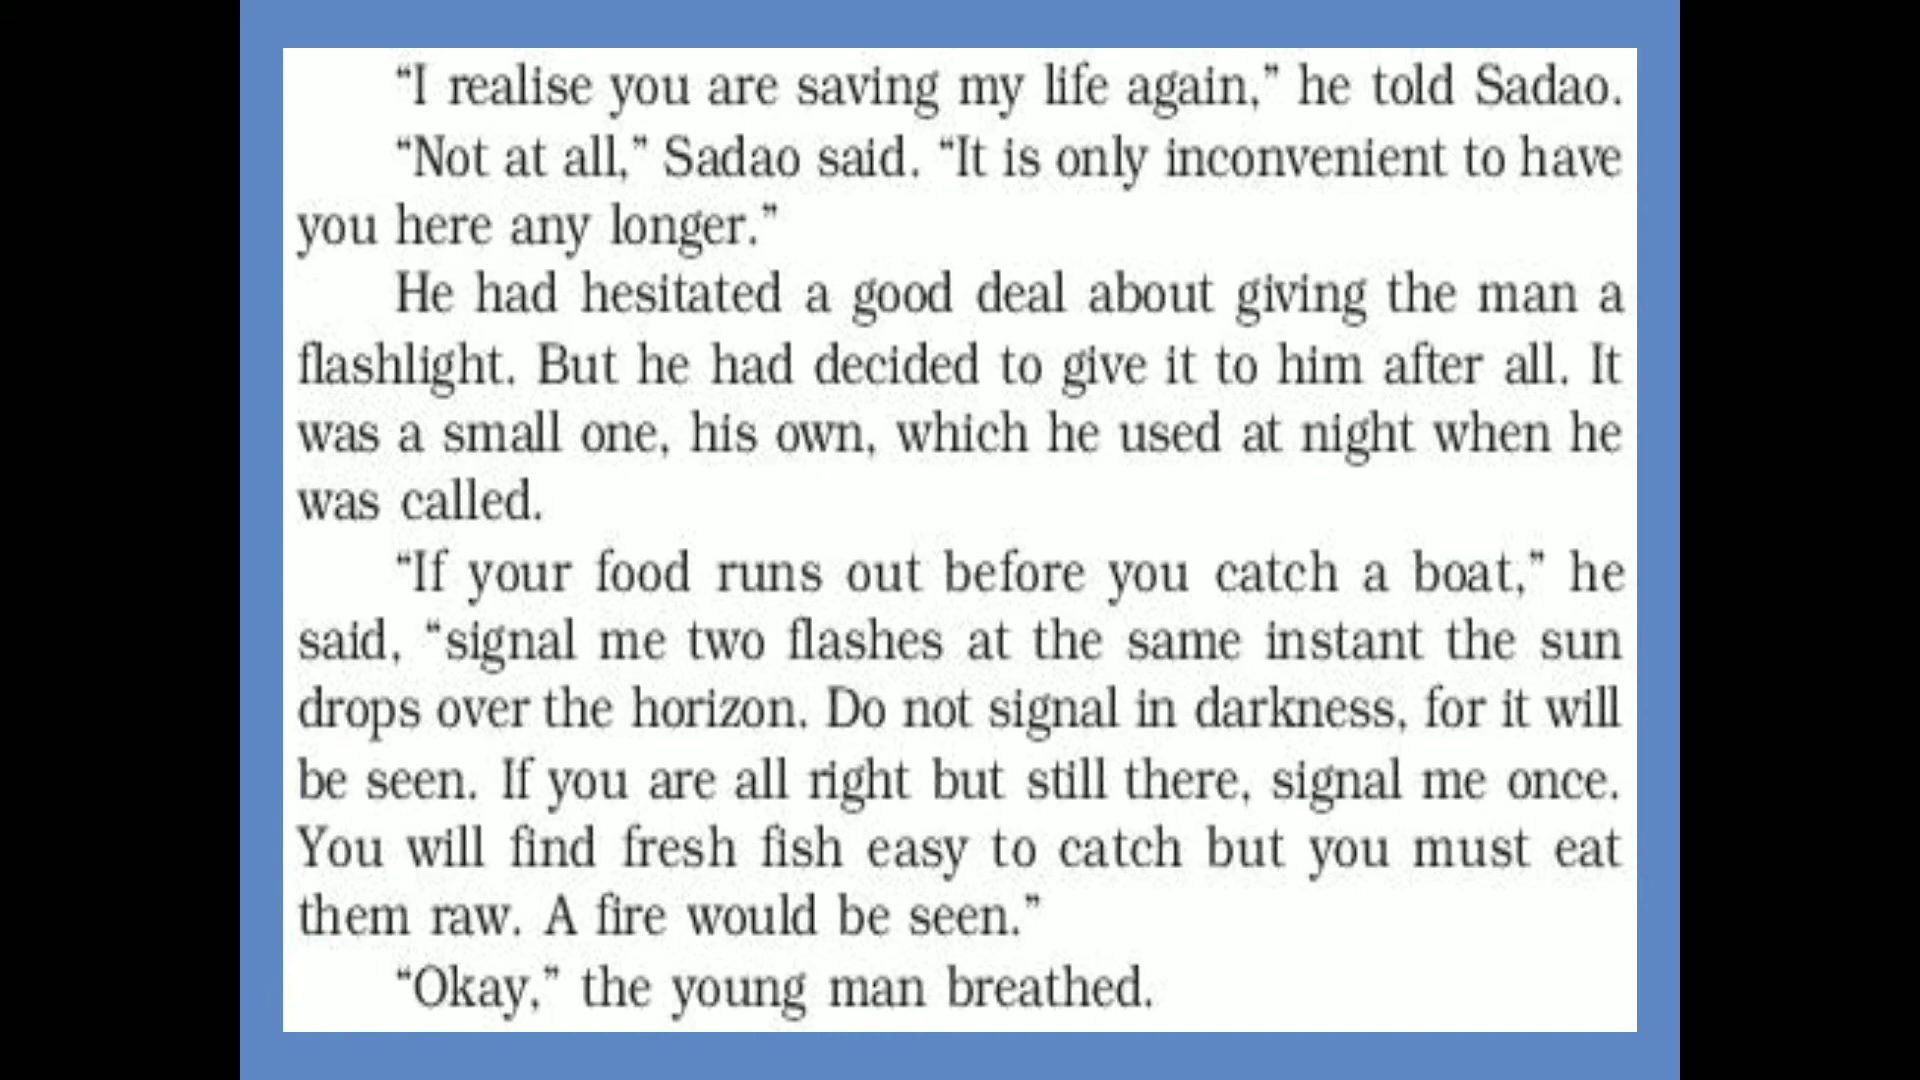 “I realise you are saving my life again,” he told Sadao.
“Not at all,” Sadao said. “It is only inconvenient to have
you here any longer.”
He had hesitated a good deal about giving the man a
flashlight. But he had decided to give it to him after all. It
was a small one, his own, which he used at night when he
was called.
“If your food runs out before you catch a boat,” he
said, “signal me two flashes at the same instant the sun
drops over the horizon. Do not signal in darkness, for it will
be seen. If you are all right but still there, signal me once.
You will find fresh fish easy to catch but you must eat
them raw. A fire would be seen.”
“Okay,” the young man breathed.